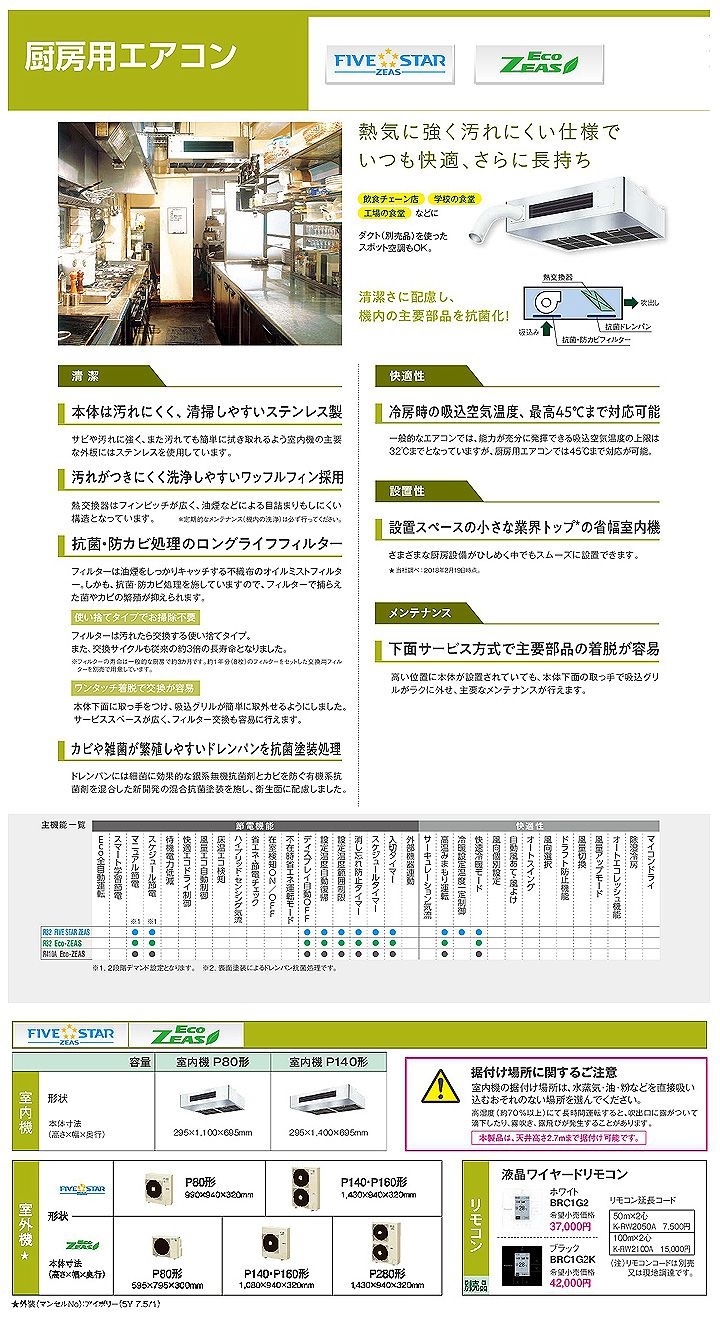 厨房用エアコン
FIVE STAR
ZEAS
Eco
ZEAS
熱気に強く汚れにくい仕様で
いつも快適、さらに長持ち
飲食チェーン店 学校の食堂
工場の食堂 などに
ダクト(別売品)を使った
スポット空調もOK。
清潔さに配慮し、
機内の主要部品を抗菌化!
熱交換器
吹出し
抗菌ドレンパン
吸込み
抗菌・防カビフィルター
清潔
本体は汚れにくく、清掃しやすいステンレス製
サビや汚れに強く、また汚れても簡単に拭き取れるよう室内機の主要
な外板にはステンレスを使用しています。
汚れがつきにくく洗浄しやすいワッフルフィン採用
熱交換器はフィンピッチが広く、油煙などによる目詰まりもしにくい
構造となっています。 ※定期的なメンテナンス(機内の洗浄)は必ず行ってください。
抗菌・防カビ処理のロングライフフィルター
フィルターは油煙をしっかりキャッチする不織布のオイルミストフィルタ
ー。しかも、抗菌・防カビ処理を施していますので、フィルターで捕らえ
た菌やカビの繁殖が抑えられます。
使い捨てタイプでお掃除不要
フィルターは汚れたら交換する使い捨てタイプ。
また、交換サイクルも従来の約3倍の長寿命となりました。
※フィルターの寿命は一般的な厨房で約3カ月です。約1年分(8枚)のフィルターをセットした交換用フィル
ターを別売で用意しています。
ワンタッチ着脱で交換が容易
本体下面に取っ手をつけ、吸込グリルが簡単に取外せるようにしました。
サービススペースが広く、フィルター交換も容易に行えます。
カビや雑菌が繁殖しやすいドレンパンを抗菌塗装処理
ドレンパンには細菌に効果的な銀系無機抗菌剤とカビを防ぐ有機系抗
菌剤を混合した新開発の混合抗菌塗装を施し、衛生面に配慮しました。
快適性
冷房時の吸込空気温度、最高45℃まで対応可能
一般的なエアコンでは、能力が充分に発揮できる吸込空気温度の上限は
32℃までとなっていますが、厨房用エアコンでは45℃まで対応が可能。
設置性
設置スペースの小さな業界トップ*の省幅室内機
さまざまな厨房設備がひしめく中でもスムーズに設置できます。
★当社調べ:2018年2月19日時点。
メンテナンス
下面サービス方式で主要部品の着脱が容易
高い位置に本体が設置されていても、本体下面の取っ手で吸込グリ
ルがラクに外せ、主要なメンテナンスが行えます。
主機能一覧
節電機能
快適性
Eco全自動運転
スマート学習節電
マニュアル節電 ※1
スケジュール節電 ※1
待機電力低減
快適エコドライ制御
風量エコ自動制御
床温エコ検知
ハイブリッド・センシング気流
省エネ節電チェック
在室検知ON/OFF
不在時省エネ運転モード
ディスプレイ自動OFF
設定温度自動復帰
設定温度範囲制限
消し忘れ防止タイマー
スケジュールタイマー
入切タイマー
外部機器連動
サーキュレーション気流
高温みまもり運転
冷暖設定温度二定制御
快速冷暖モード
風向個別設定
自動風あて・風よけ
オートスイング
風向選択
ドラフト防止機能
風量切換
風量アップモード
オートエコレッシュ機能
除湿冷房
マイコンドライ
R32 FIVE STAR ZEAS
R32 Eco-ZEAS
R410A Eco-ZEAS
※1. 2段階デマンド設定となります。 ※2. 表面塗装によるドレンパン抗菌処理です。
FIVE STAR
ZEAS
Eco
ZEAS
容量 室内機 P80形 室内機 P140形
室内機
形状
本体寸法
(高さ×幅×奥行)
295×1,100×695mm 295×1,400×695mm
据付け場所に関するご注意
室内機の据付け場所は、水蒸気・油・粉などを直接吸い
込むおそれのない場所を選んでください。
高湿度(約70%以上)にて長時間運転すると、吹出口に露がついて
滴下したり、露吹き、露飛びが発生することがあります。
本製品は、天井高さ2.7mまで据付け可能です。
室外機★
FIVE STAR
ZEAS
形状
Eco
ZEAS
本体寸法
(高さ×幅×奥行)
P80形
990×940×320mm
P140・P160形
1,430×940×320mm
P80形
595×795×300mm
P140・P160形
1,080×940×320mm
P280形
1,430×940×320mm
リモコン
別売品
液晶ワイヤードリモコン
ホワイト
BRC1G2
希望小売価格
37,000円
ブラック
BRC1G2K
希望小売価格
42,000円
リモコン延長コード
50m×2心
K-RW2050A 7,500円
100m×2心
K-RW2100A 15,000円
(注)リモコンコードは別売
又は現地調達です。
★外装(マンセルNo):アイボリー(5Y 7.5/1)